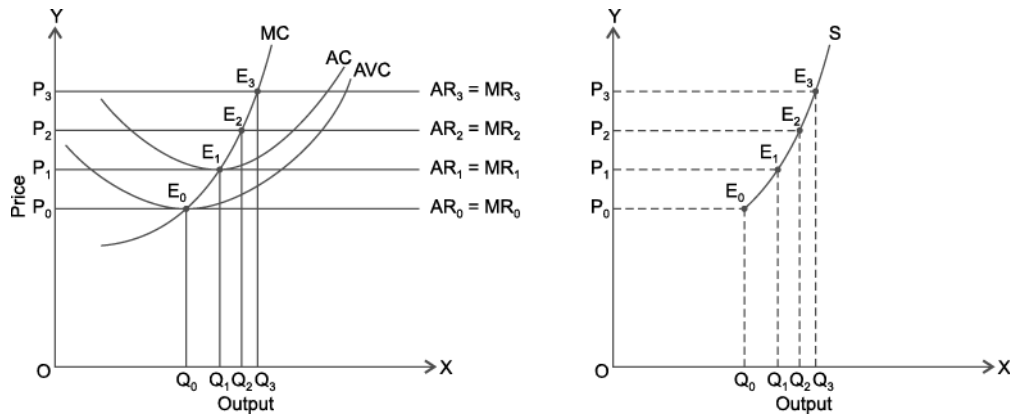 Y
MC
AC
AVC
E₃
P₃
AR₃ = MR₃
E₂
P₂
AR₂ = MR₂
E₁
P₁
AR₁ = MR₁
E₀
P₀
AR₀ = MR₀
Price
O
Q₀ Q₁ Q₂ Q₃
X
Output
Y
S
E₃
P₃
E₂
P₂
E₁
P₁
E₀
P₀
O
Q₀ Q₁ Q₂ Q₃
X
Output